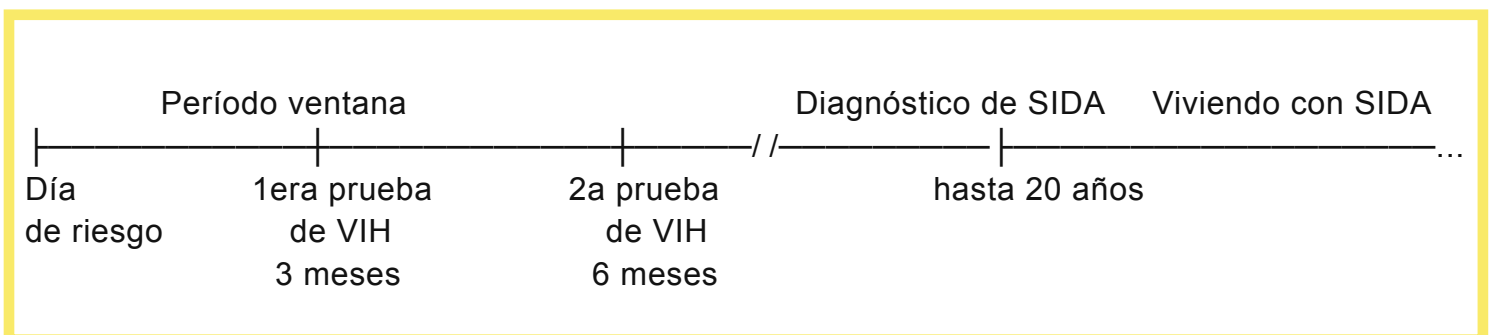 Período ventana Diagnóstico de SIDA Viviendo con SIDA
/ / ...
Día 1era prueba 2a prueba hasta 20 años
de riesgo de VIH de VIH
3 meses 6 meses